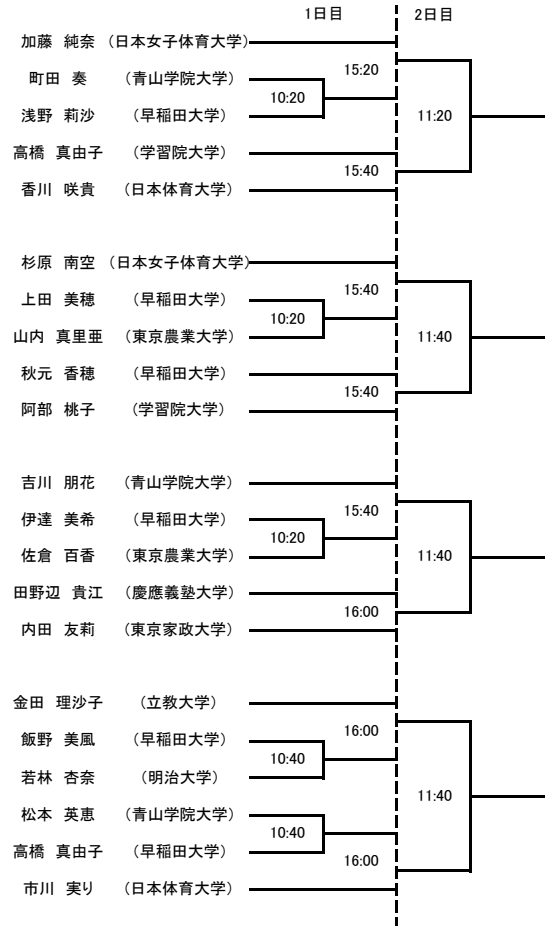 1日目 2日目
加藤 純奈 (日本女子体育大学)
15:20
町田 奏 (青山学院大学)
10:20
浅野 莉沙 (早稲田大学)
11:20
高橋 真由子 (学習院大学)
15:40
香川 咲貴 (日本体育大学)
杉原 南空 (日本女子体育大学)
15:40
上田 美穂 (早稲田大学)
10:20
山内 真里亜 (東京農業大学)
11:40
秋元 香穂 (早稲田大学)
15:40
阿部 桃子 (学習院大学)
吉川 朋花 (青山学院大学)
15:40
伊達 美希 (早稲田大学)
10:20
佐倉 百香 (東京農業大学)
11:40
田野辺 貴江 (慶應義塾大学)
16:00
内田 友莉 (東京家政大学)
金田 理沙子 (立教大学)
16:00
飯野 美風 (早稲田大学)
10:40
若林 杏奈 (明治大学)
11:40
松本 英恵 (青山学院大学)
10:40
高橋 真由子 (早稲田大学)
16:00
市川 実り (日本体育大学)